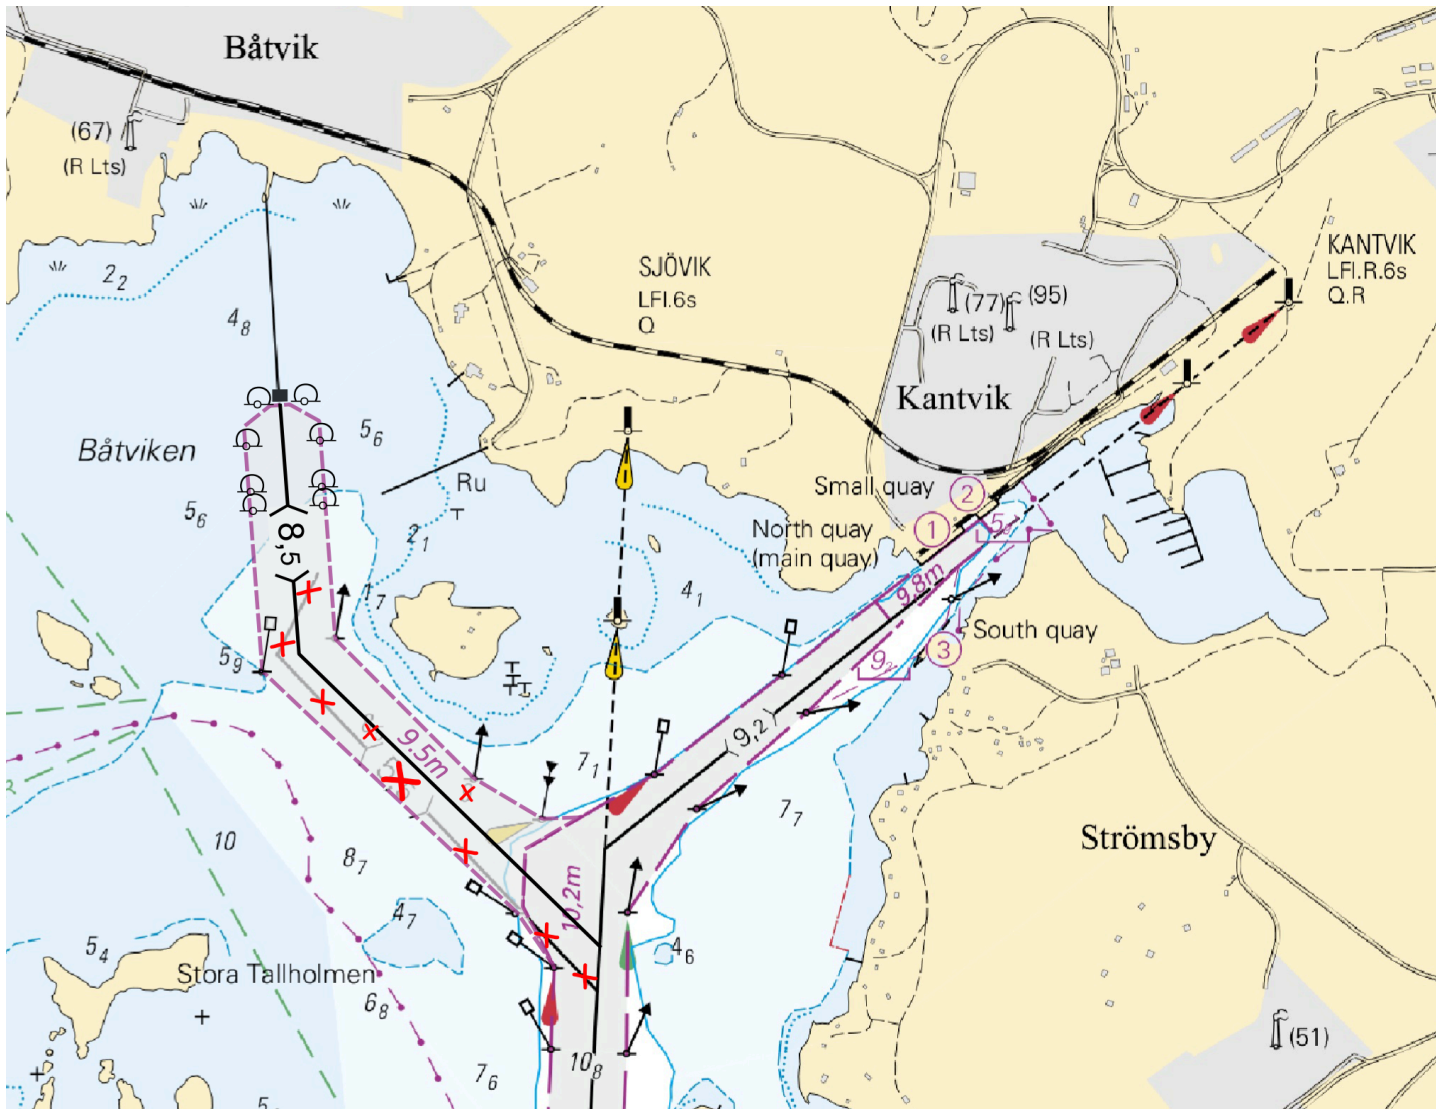 Båtvik
(67)
(R Lts)
2₂
4₈
SJÖVIK
LFl.6s
Q
KANTVIK
LFl.R.6s
Q.R
(77)
(95)
(R Lts)
(R Lts)
Kantvik
Båtviken
5₆
5₆
Ru
2₁
8,5
Small quay
2
North quay
(main quay)
1
4₁
1₇
9.8m
South quay
3
9₂
5₉
9.5m
9,2
7₁
7₇
Strömsby
10
8₇
10,2m
4₇
4₆
5₄
Stora Tallholmen
6₈
10₈
7₆
(51)